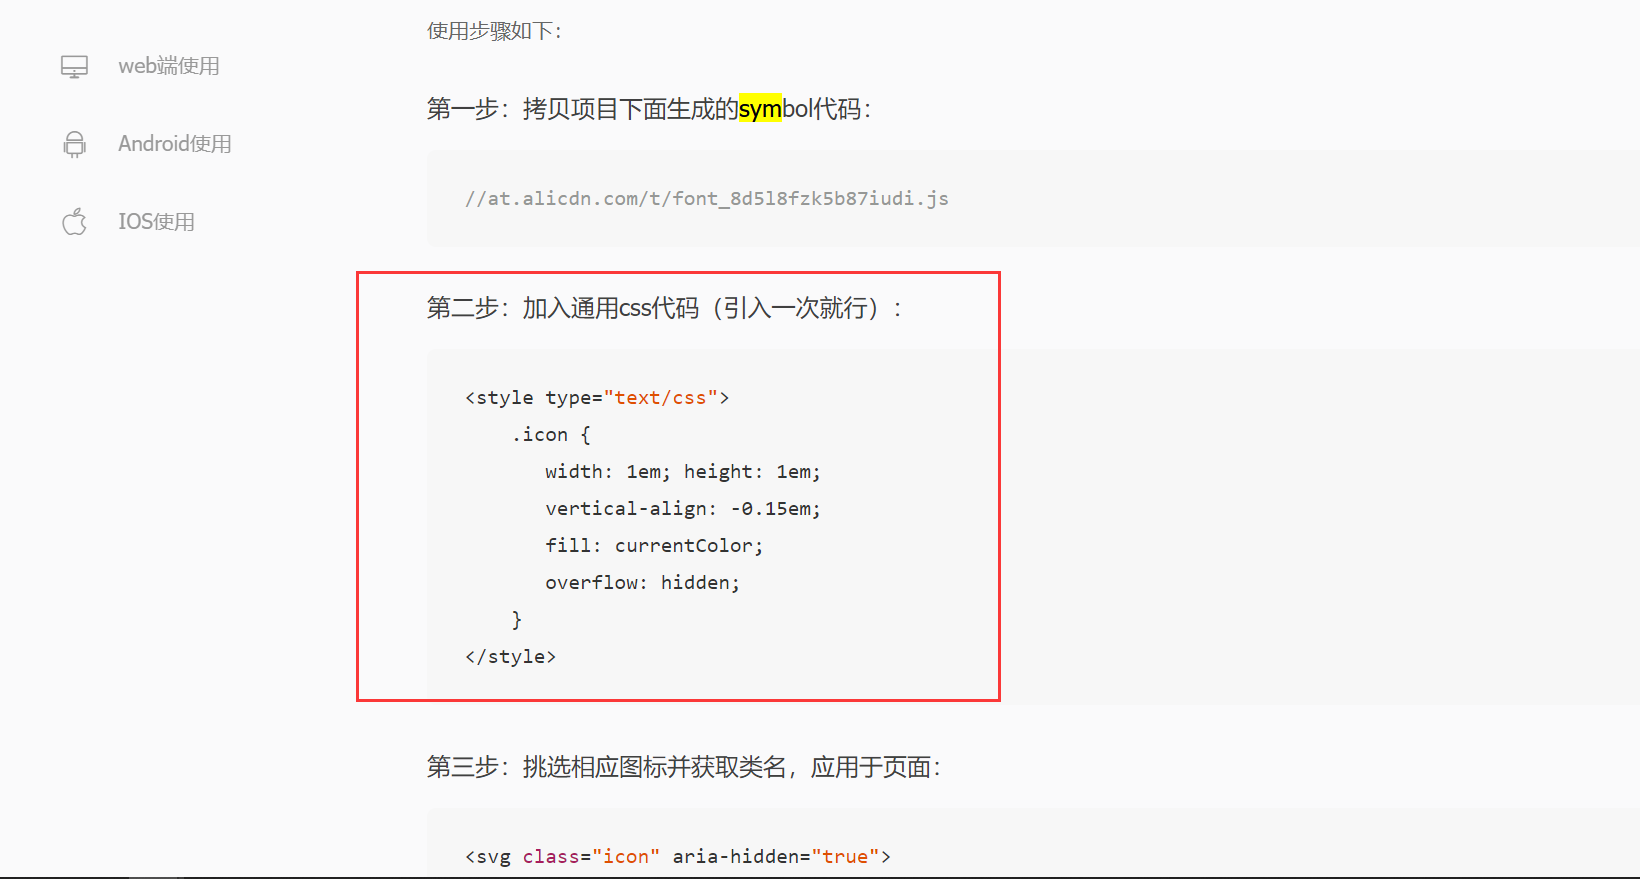 web端使用
Android使用
IOS使用
使用步骤如下：
第一步：拷贝项目下面生成的symbol代码：
//at.alicdn.com/t/font_8d5l8fzk5b87iudi.js
第二步：加入通用css代码（引入一次就行）：
<style type="text/css">
.icon {
width: 1em; height: 1em;
vertical-align: -0.15em;
fill: currentColor;
overflow: hidden;
}
</style>
第三步：挑选相应图标并获取类名，应用于页面：
<svg class="icon" aria-hidden="true">